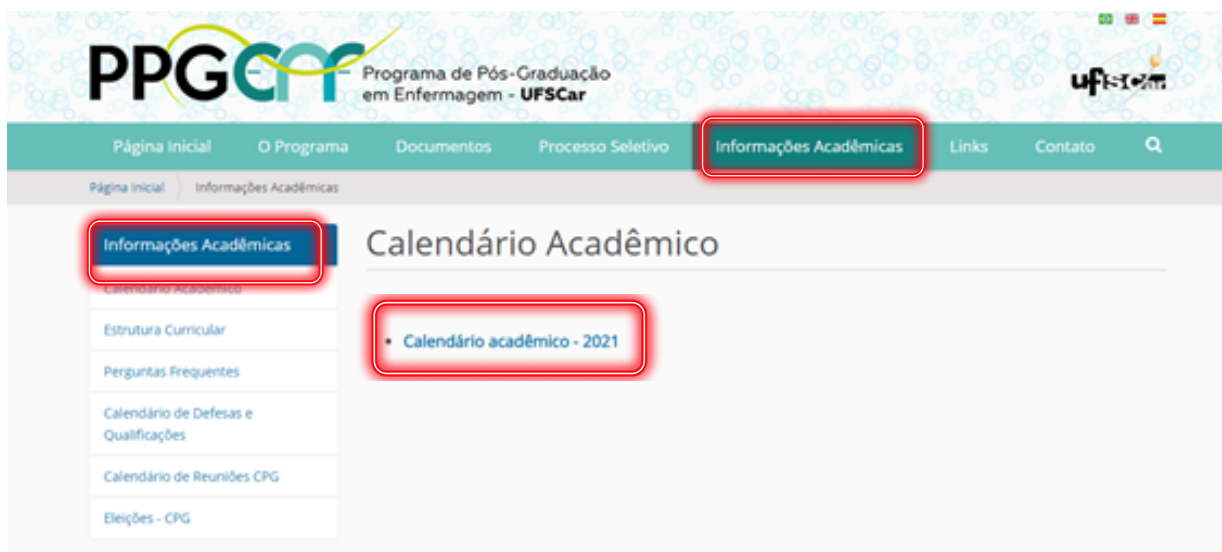 PPGEnf
Programa de Pós-Graduação
em Enfermagem - UFSCar
ufscar
Página Inicial
O Programa
Documentos
Processo Seletivo
Informações Acadêmicas
Links
Contato
Página Inicial
Informações Acadêmicas
Informações Acadêmicas
Calendário Acadêmico
Estrutura Curricular
Perguntas Frequentes
Calendário de Defesas e
Qualificações
Calendário de Reuniões CPG
Eleições - CPG
Calendário Acadêmico
• Calendário acadêmico - 2021